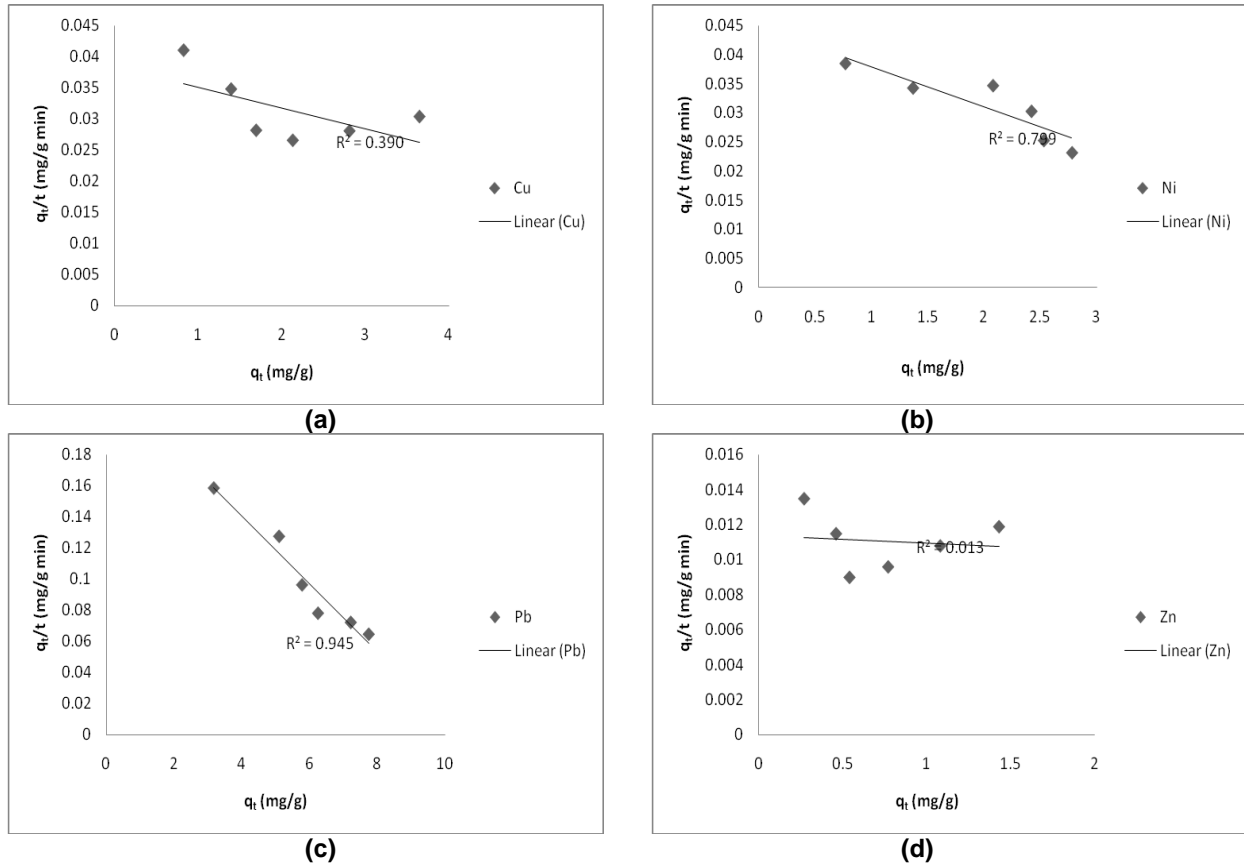 0.045
0.04
0.035
0.03
0.025
0.02
0.015
0.01
0.005
0
0 1 2 3 4
qt/t (mg/g min)
qt (mg/g)
R² = 0.390
Cu
Linear (Cu)
(a)
0.045
0.04
0.035
0.03
0.025
0.02
0.015
0.01
0.005
0
0 0.5 1 1.5 2 2.5 3
qt/t (mg/g min)
qt (mg/g)
R² = 0.799
Ni
Linear (Ni)
(b)
0.18
0.16
0.14
0.12
0.1
0.08
0.06
0.04
0.02
0
0 2 4 6 8 10
qt/t (mg/g min)
qt (mg/g)
R² = 0.945
Pb
Linear (Pb)
(c)
0.016
0.014
0.012
0.01
0.008
0.006
0.004
0.002
0
0 0.5 1 1.5 2
qt/t (mg/g min)
qt (mg/g)
R² = 0.013
Zn
Linear (Zn)
(d)